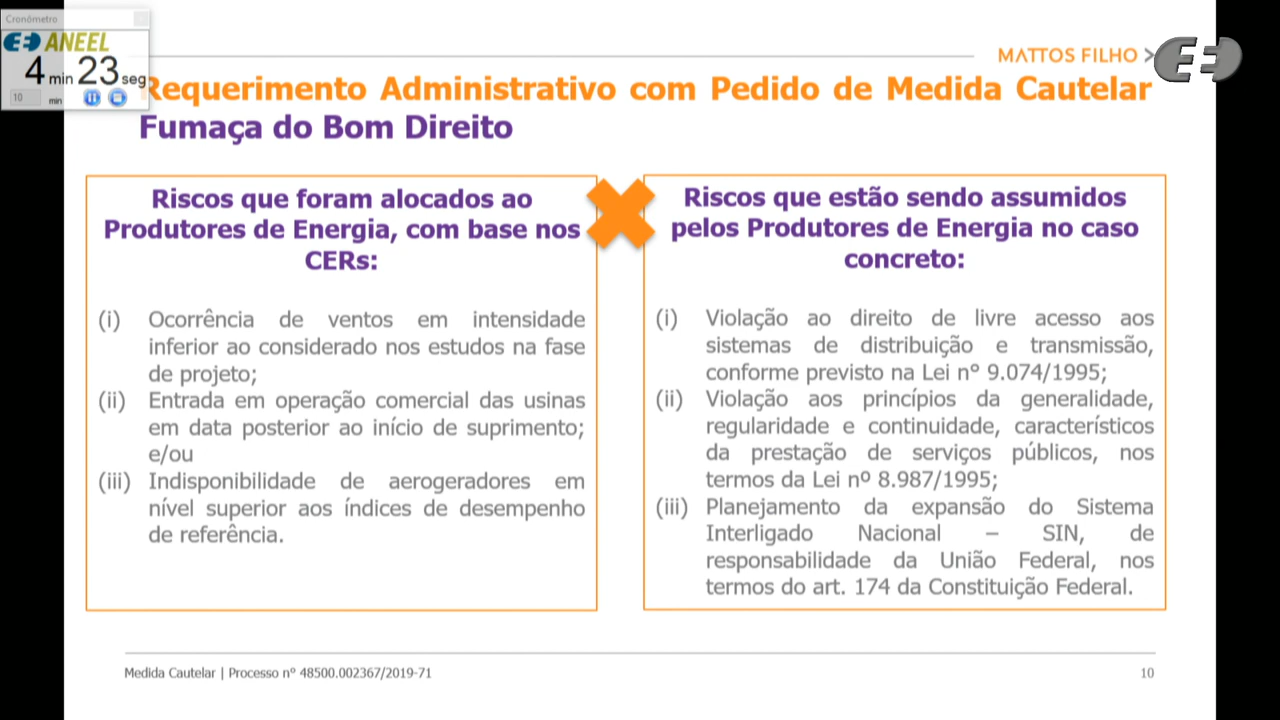 Cronômetro
ANEEL
4 min 23 seg
10 min
MATTOS FILHO >
Requerimento Administrativo com Pedido de Medida Cautelar
Fumaça do Bom Direito
Riscos que foram alocados ao
Produtores de Energia, com base nos
CERs:
(i) Ocorrência de ventos em intensidade
inferior ao considerado nos estudos na fase
de projeto;
(ii) Entrada em operação comercial das usinas
em data posterior ao início de suprimento;
e/ou
(iii) Indisponibilidade de aerogeradores em
nível superior aos índices de desempenho
de referência.
Riscos que estão sendo assumidos
pelos Produtores de Energia no caso
concreto:
(i) Violação ao direito de livre acesso aos
sistemas de distribuição e transmissão,
conforme previsto na Lei n° 9.074/1995;
(ii) Violação aos princípios da generalidade,
regularidade e continuidade, característicos
da prestação de serviços públicos, nos
termos da Lei nº 8.987/1995;
(iii) Planejamento da expansão do Sistema
Interligado Nacional – SIN, de
responsabilidade da União Federal, nos
termos do art. 174 da Constituição Federal.
Medida Cautelar | Processo n° 48500.002367/2019-71
10